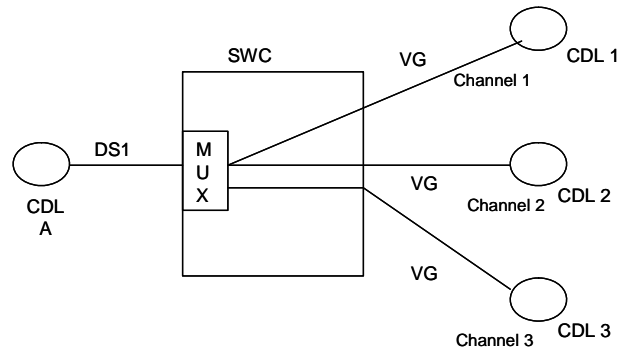 SWC
VG
CDL 1
Channel 1
DS1
M
U
X
CDL
A
VG
Channel 2
CDL 2
VG
Channel 3
CDL 3